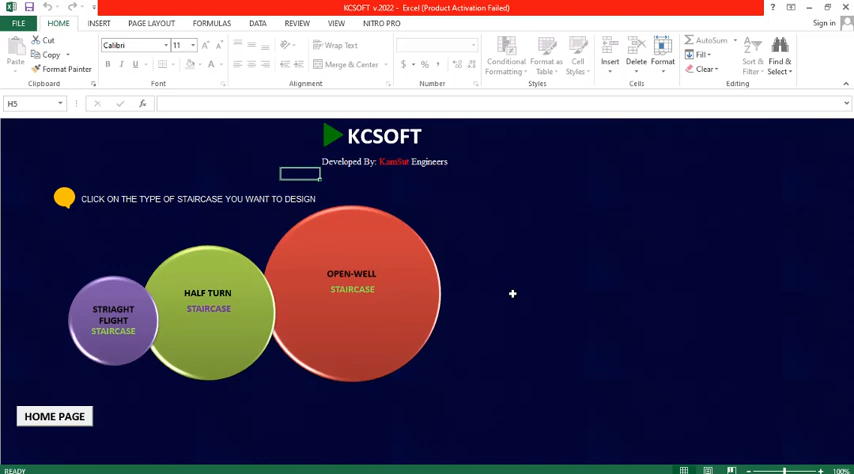 KCSOFT v.2022 - Excel (Product Activation Failed)
FILE HOME INSERT PAGE LAYOUT FORMULAS DATA REVIEW VIEW NITRO PRO Sign in
Paste
Cut
Copy
Format Painter
Calibri 11
B I U
Wrap Text
Merge & Center
$ % ,
Conditional Formatting
Format as Table
Cell Styles
Insert Delete Format
AutoSum
Fill
Clear
Sort & Filter
Find & Select
Clipboard Font Alignment Number Styles Cells Editing
H5 fx
KCSOFT
Developed By: KamSut Engineers
CLICK ON THE TYPE OF STAIRCASE YOU WANT TO DESIGN
STRIAGHT
FLIGHT
STAIRCASE
HALF TURN
STAIRCASE
OPEN-WELL
STAIRCASE
HOME PAGE
READY 100%